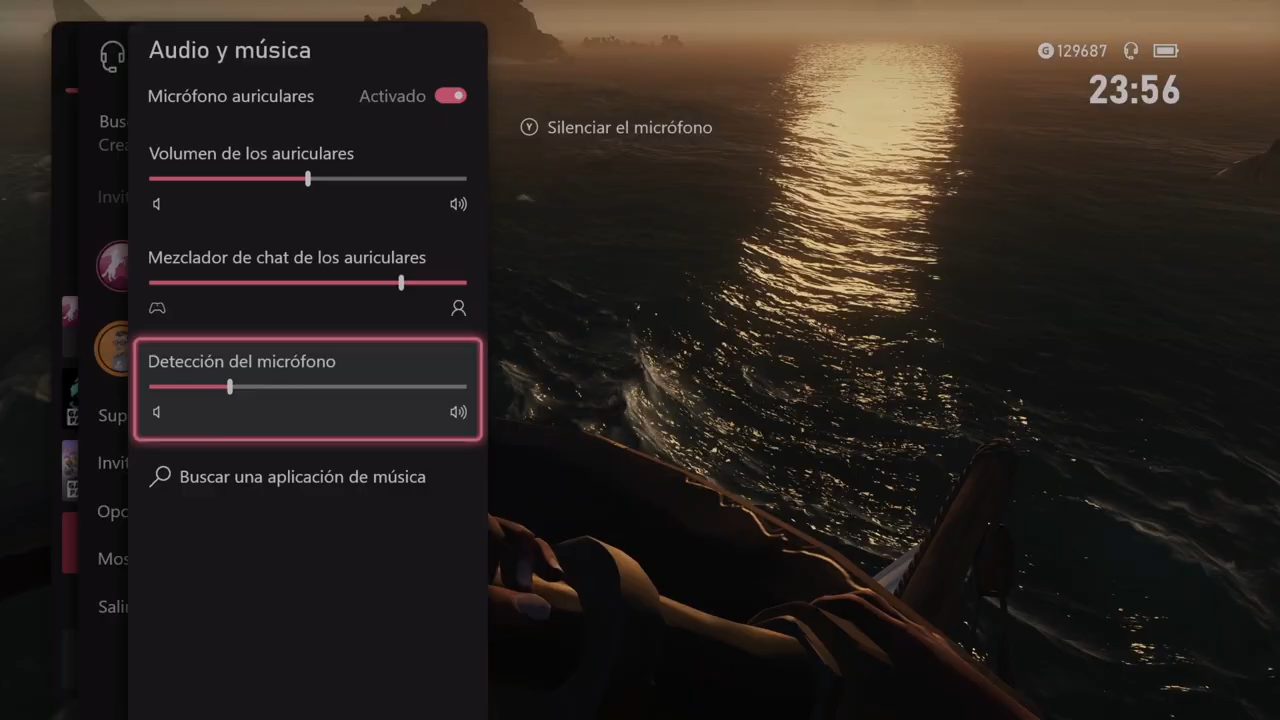 Audio y música
Micrófono auriculares Activado
Volumen de los auriculares
Mezclador de chat de los auriculares
Detección del micrófono
Buscar una aplicación de música
Y Silenciar el micrófono
G 129687
23:56